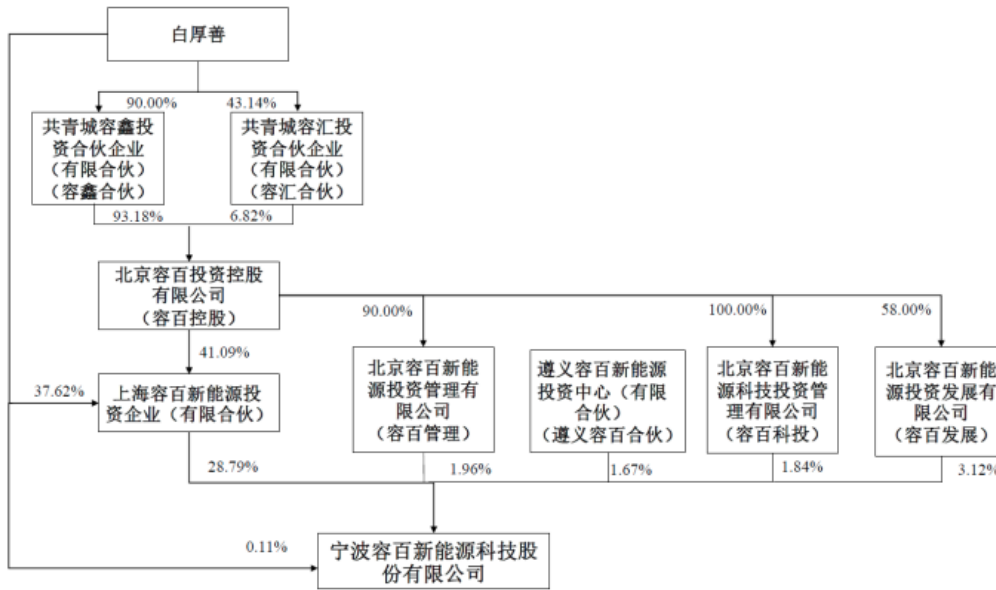 白厚善
90.00%
43.14%
共青城容鑫投
资合伙企业
（有限合伙）
（容鑫合伙）
共青城容汇投
资合伙企业
（有限合伙）
（容汇合伙）
93.18%
6.82%
北京容百投资控股
有限公司
（容百控股）
90.00%
100.00%
58.00%
41.09%
37.62%
上海容百新能源投
资企业（有限合伙）
北京容百新能
源投资管理有
限公司
（容百管理）
遵义容百新能源
投资中心（有限
合伙）
（遵义容百合伙）
北京容百新能
源科技投资管
理有限公司
（容百科投）
北京容百新能
源投资发展有
限公司
（容百发展）
28.79%
1.96%
1.67%
1.84%
3.12%
0.11%
宁波容百新能源科技股
份有限公司